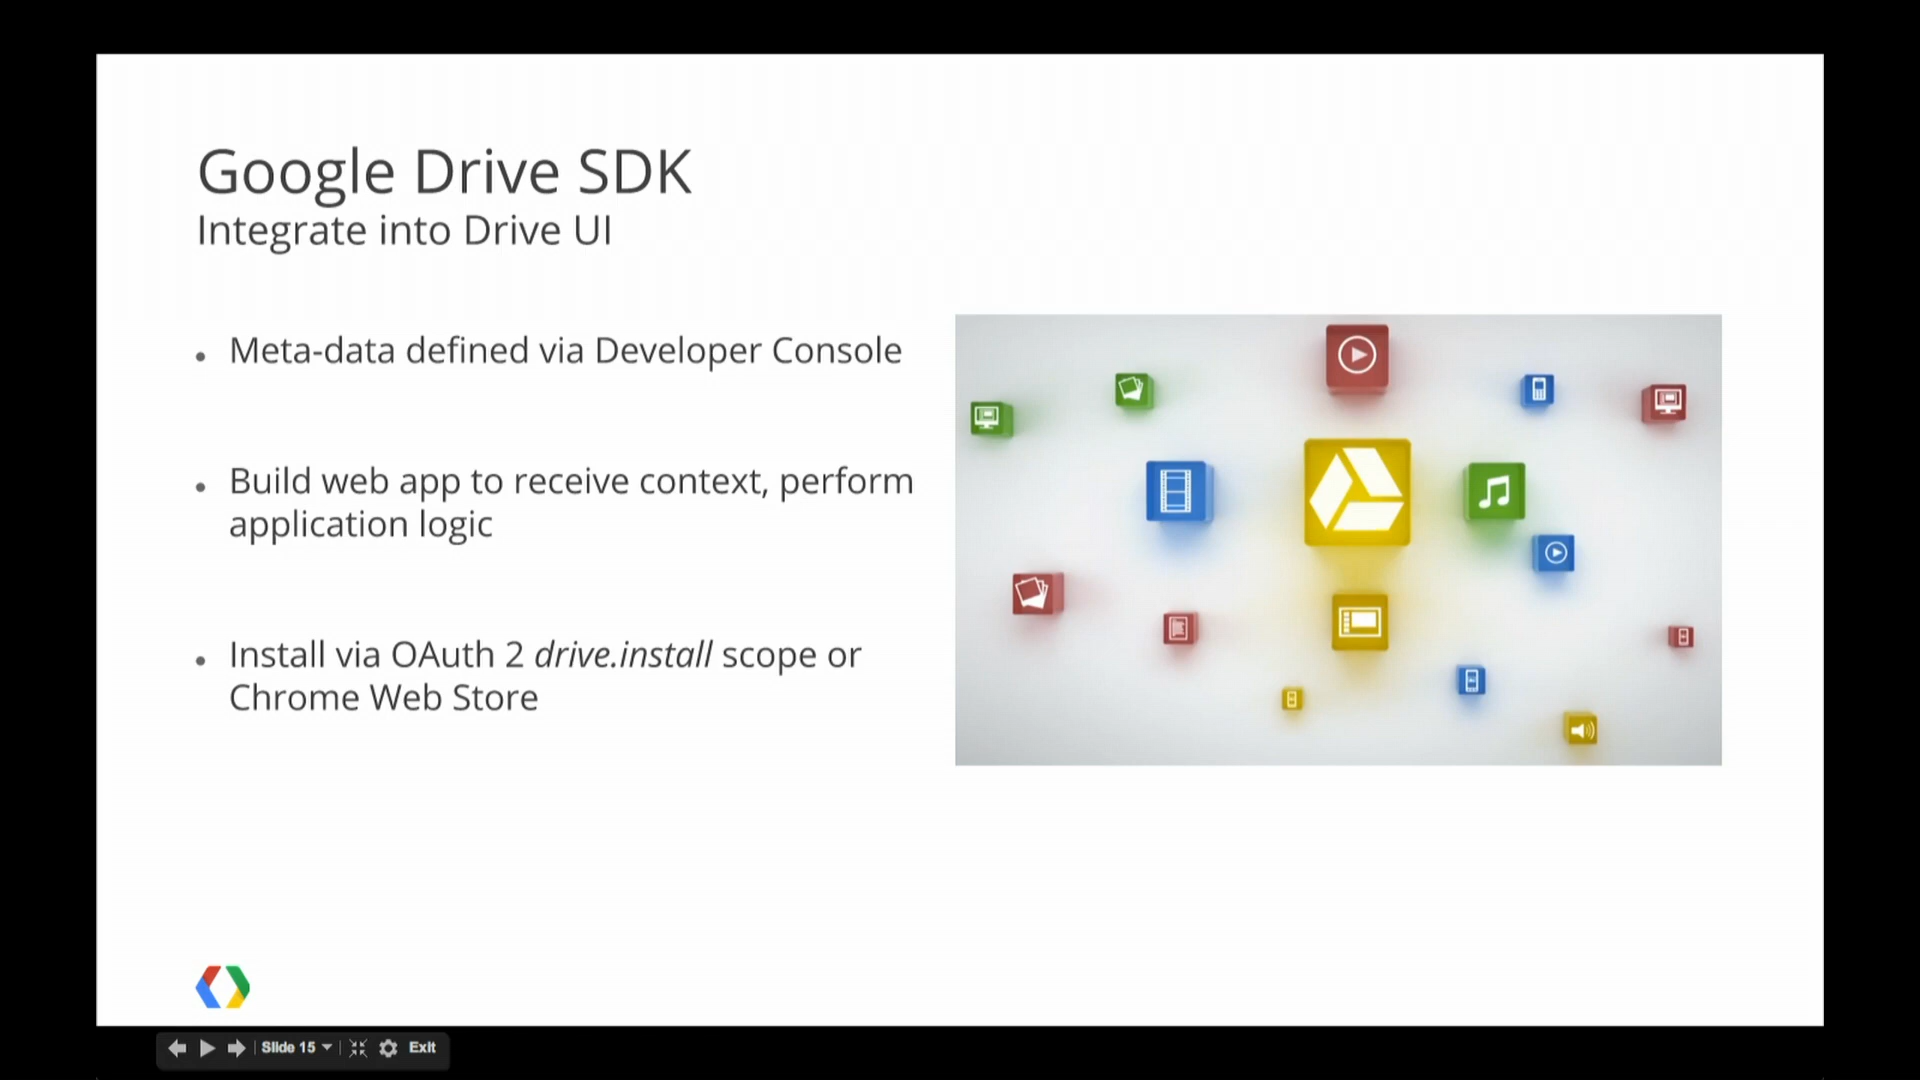 Google Drive SDK
Integrate into Drive UI
• Meta-data defined via Developer Console
• Build web app to receive context, perform
application logic
• Install via OAuth 2 drive.install scope or
Chrome Web Store
Slide 15
Exit